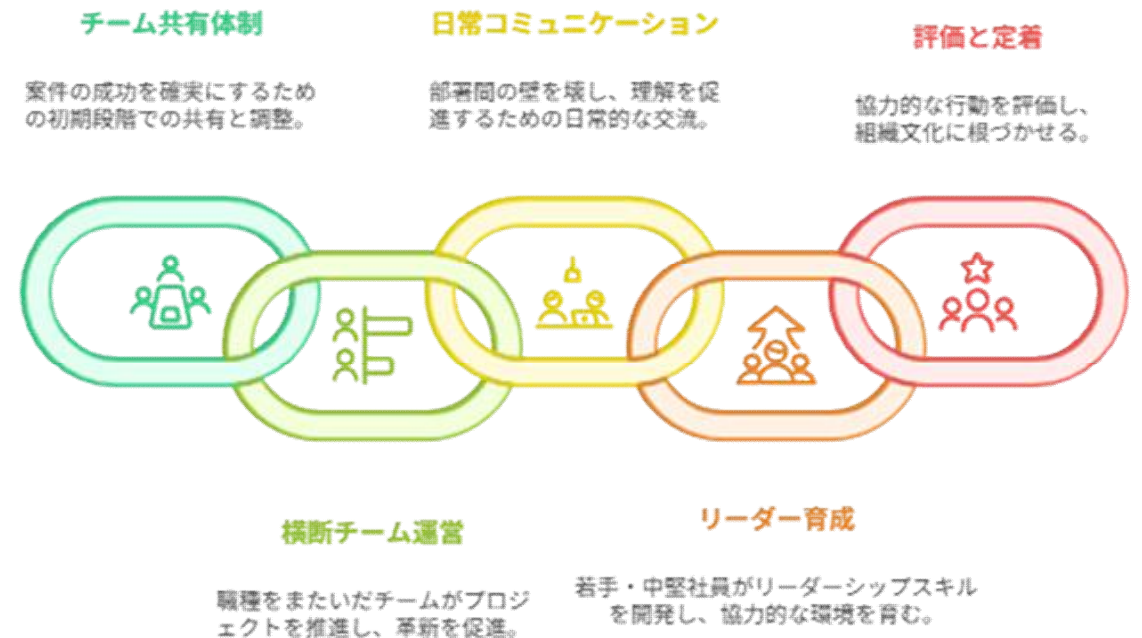 チーム共有体制
案件の成功を確実にするため
の初期段階での共有と調整。
日常コミュニケーション
部署間の壁を壊し、理解を促
進するための日常的な交流。
評価と定着
協力的な行動を評価し、
組織文化に根づかせる。
横断チーム運営
職種をまたいだチームがプロジ
ェクトを推進し、革新を促進。
リーダー育成
若手・中堅社員がリーダーシップスキル
を開発し、協力的な環境を育む。